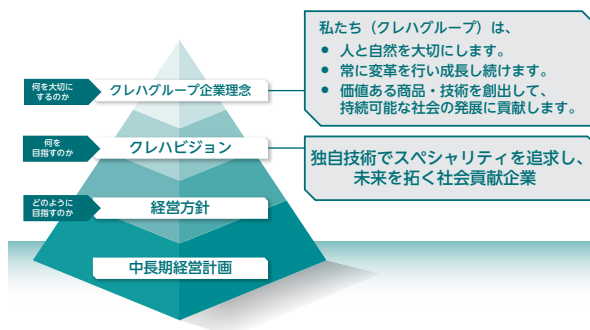 何を大切に
するのか
クレハグループ企業理念
私たち（クレハグループ）は、
● 人と自然を大切にします。
● 常に変革を行い成長し続けます。
● 価値ある商品・技術を創出して、
持続可能な社会の発展に貢献します。
何を
目指すのか
クレハビジョン
独自技術でスペシャリティを追求し、
未来を拓く社会貢献企業
どのように
目指すのか
経営方針
中長期経営計画